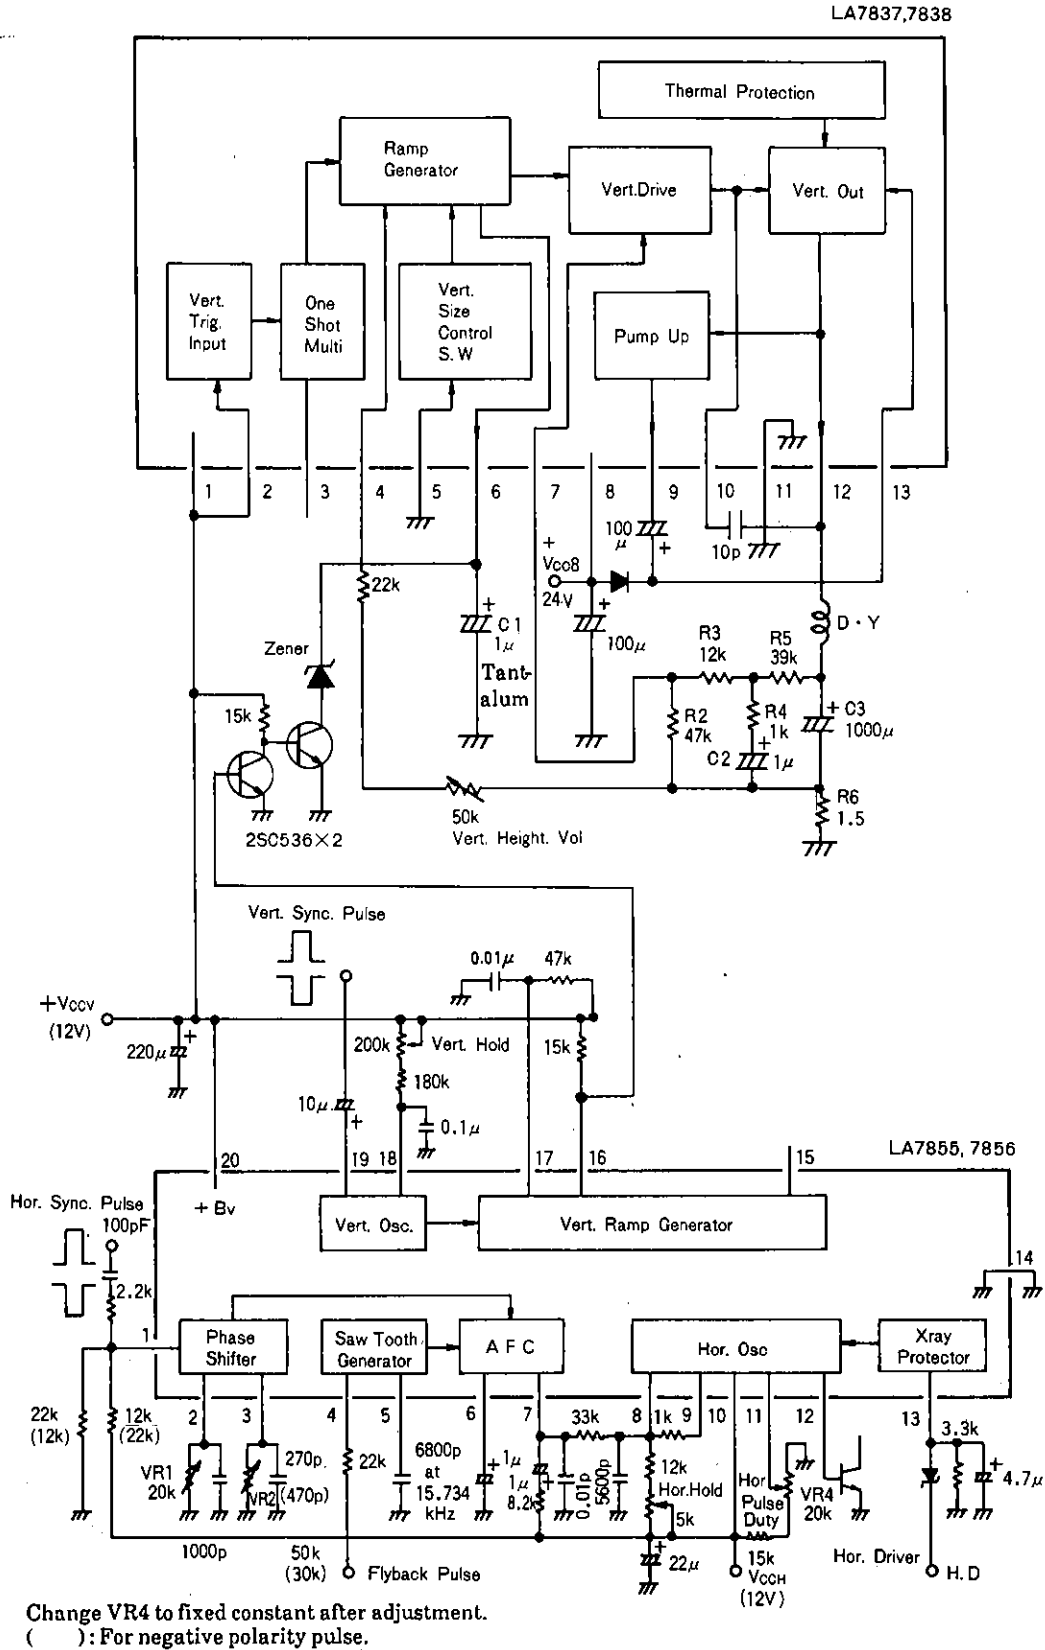 LA7837,7838
Thermal Protection
Ramp
Generator
Vert.Drive
Vert. Out
Vert.
Trig.
Input
One
Shot
Multi
Vert.
Size
Control
S.W
Pump Up
1 2 3 4 5 6 7 8 9 10 11 12 13
100
μ
+
10p
+
Vcc8
24V
22k
+
C1
1μ
Tant-
alum
+
100μ
D·Y
Zener
R3
12k
R5
39k
15k
R2
47k
R4
1k
+ C3
1000μ
C2
+
1μ
2SC536×2
50k
Vert. Height. Vol
R6
1.5
Vert. Sync. Pulse
0.01μ
47k
+Vccv
(12V)
220μ
+
200k
Vert. Hold
15k
180k
10μ
+
0.1μ
20 19 18 17 16 15
LA7855, 7856
+Bv
Hor. Sync. Pulse
100pF
Vert. Osc.
Vert. Ramp Generator
14
2.2k
1
Phase
Shifter
Saw Tooth
Generator
AFC
Hor. Osc
Xray
Protector
2 3 4 5 6 7 8 9 10 11 12 13
33k
1k
22k
(12k)
12k
(22k)
3.3k
VR1
20k
270p
(470p)
VR2
22k
6800p
at
15.734
kHz
+
1μ
1μ
+
8.2k
0.01p
5600p
12k
Hor.Hold
5k
Hor
Pulse
Duty
VR4
20k
+
4.7μ
1000p
50k
(30k)
Flyback Pulse
+
22μ
15k
VccH
(12V)
Hor. Driver
H.D
Change VR4 to fixed constant after adjustment.
( ): For negative polarity pulse.